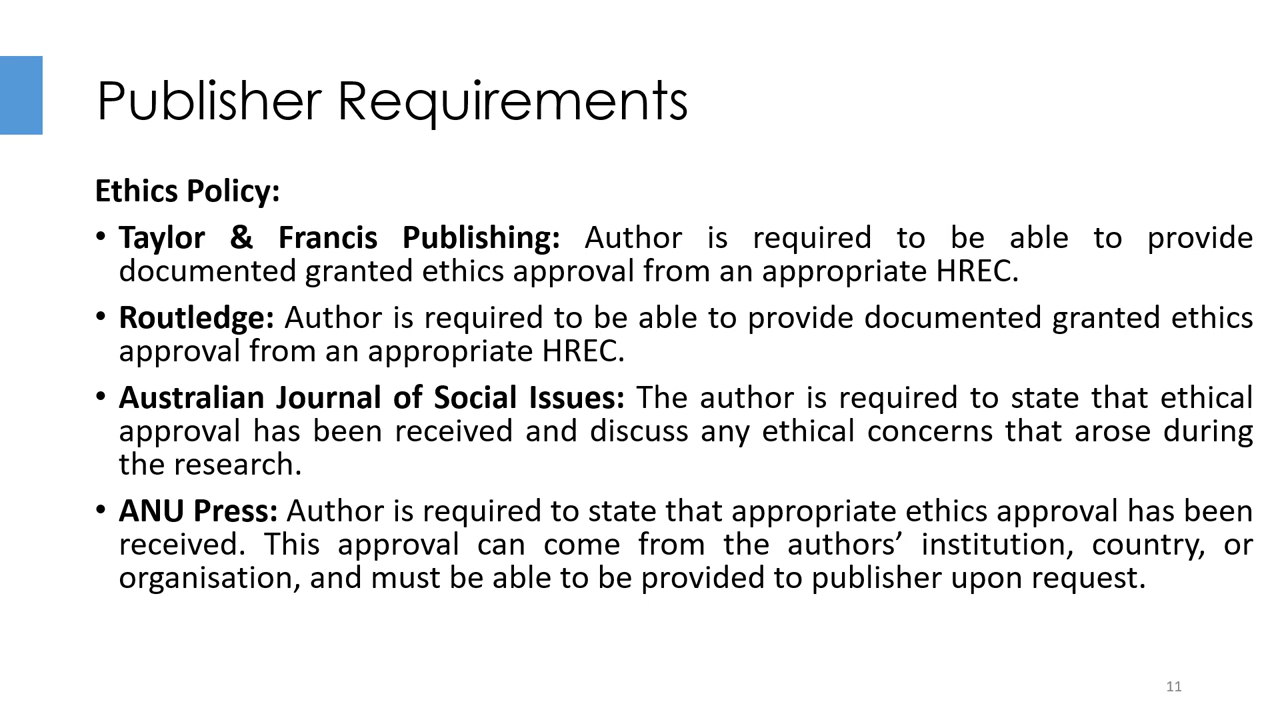 Publisher Requirements
Ethics Policy:
• Taylor & Francis Publishing: Author is required to be able to provide
documented granted ethics approval from an appropriate HREC.
• Routledge: Author is required to be able to provide documented granted ethics
approval from an appropriate HREC.
• Australian Journal of Social Issues: The author is required to state that ethical
approval has been received and discuss any ethical concerns that arose during
the research.
• ANU Press: Author is required to state that appropriate ethics approval has been
received. This approval can come from the authors’ institution, country, or
organisation, and must be able to be provided to publisher upon request.
11